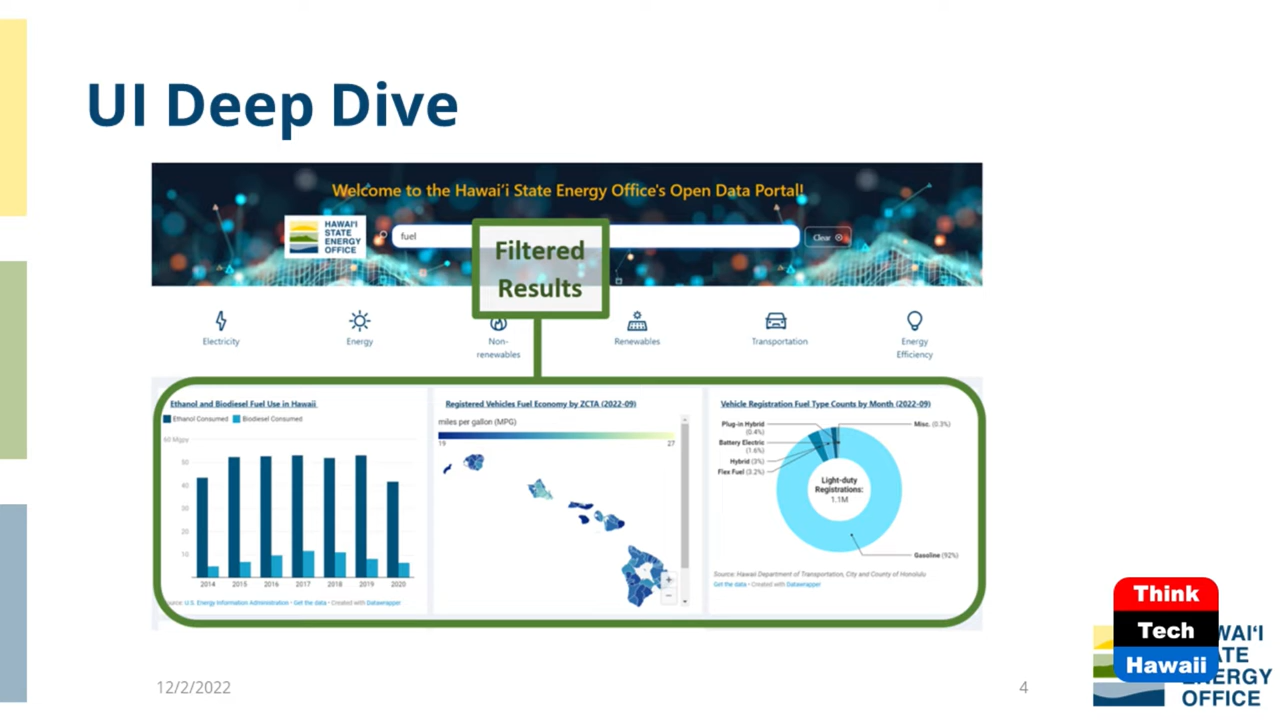 UI Deep Dive
Welcome to the Hawaiʻi State Energy Office's Open Data Portal!
HAWAIʻI
STATE
ENERGY
OFFICE
fuel
Clear
Filtered
Results
Electricity
Energy
Non-
renewables
Renewables
Transportation
Energy
Efficiency
Ethanol and Biodiesel Fuel Use in Hawaii
Ethanol Consumed
Biodiesel Consumed
60 Mgpy
50
40
30
20
10
2014 2015 2016 2017 2018 2019 2020
U.S. Energy Information Administration • Get the data • Created with Datawrapper
Registered Vehicles Fuel Economy by ZCTA (2022-09)
miles per gallon (MPG)
19
27
+
−
Vehicle Registration Fuel Type Counts by Month (2022-09)
Plug-in Hybrid
(0.4%)
Battery Electric
(1.6%)
Hybrid (3%)
Flex Fuel (3.2%)
Misc. (0.3%)
Light-duty
Registrations:
1.1M
Gasoline (92%)
Source: Hawaii Department of Transportation, City and County of Honolulu
Get the data • Created with Datawrapper
12/2/2022
4
Think
Tech
Hawaii
OFFICE